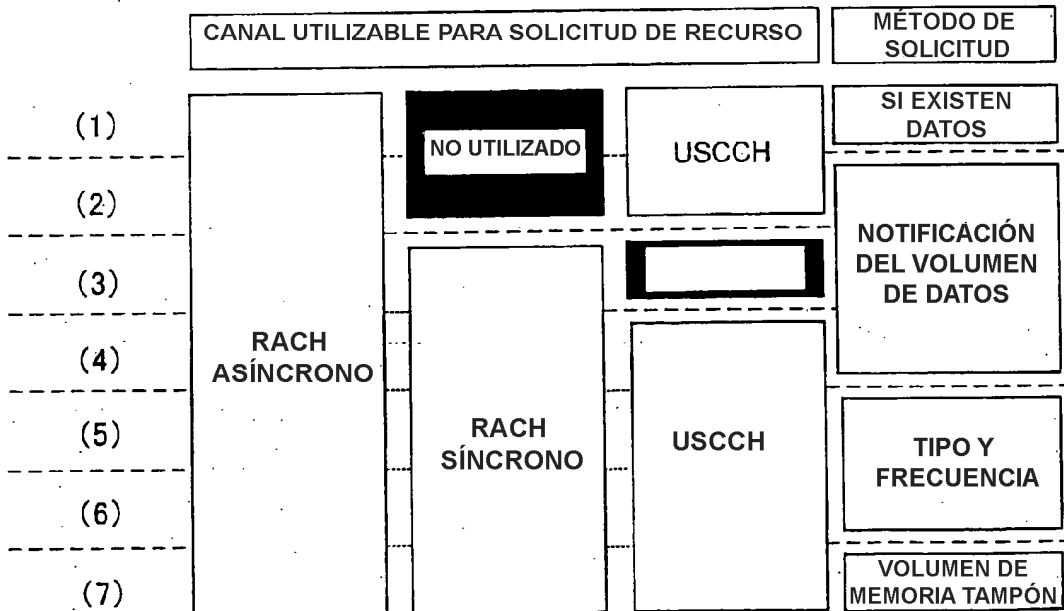 CANAL UTILIZABLE PARA SOLICITUD DE RECURSO
MÉTODO DE
SOLICITUD
(1)
(2)
(3)
(4)
(5)
(6)
(7)
RACH
ASÍNCRONO
NO UTILIZADO
RACH
SÍNCRONO
USCCH
USCCH
SI EXISTEN
DATOS
NOTIFICACIÓN
DEL VOLUMEN
DE DATOS
TIPO Y
FRECUENCIA
VOLUMEN DE
MEMORIA TAMPÓN